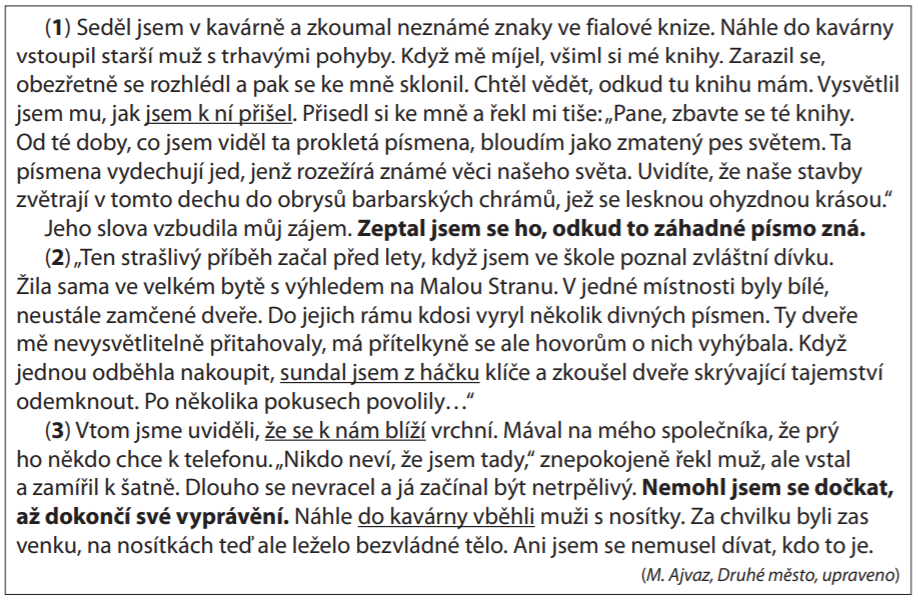 (1) Seděl jsem v kavárně a zkoumal neznámé znaky ve fialové knize. Náhle do kavárny
vstoupil starší muž s trhavými pohyby. Když mě míjel, všiml si mé knihy. Zarazil se,
obezřetně se rozhlédl a pak se ke mně sklonil. Chtěl vědět, odkud tu knihu mám. Vysvětlil
jsem mu, jak jsem k ní přišel. Přisedl si ke mně a řekl mi tiše: „Pane, zbavte se té knihy.
Od té doby, co jsem viděl ta prokletá písmena, bloudím jako zmatený pes světem. Ta
písmena vydechují jed, jenž rozežírá známé věci našeho světa. Uvidíte, že naše stavby
zvětrají v tomto dechu do obrysů barbarských chrámů, jež se lesknou ohyzdnou krásou.“
Jeho slova vzbudila můj zájem. Zeptal jsem se ho, odkud to záhadné písmo zná.
(2) „Ten strašlivý příběh začal před lety, když jsem ve škole poznal zvláštní dívku.
Žila sama ve velkém bytě s výhledem na Malou Stranu. V jedné místnosti byly bílé,
neustále zamčené dveře. Do jejich rámu kdosi vyryl několik divných písmen. Ty dveře
mě nevysvětlitelně přitahovaly, má přítelkyně se ale hovorům o nich vyhýbala. Když
jednou odběhla nakoupit, sundal jsem z háčku klíče a zkoušel dveře skrývající tajemství
odemknout. Po několika pokusech povolily…“
(3) Vtom jsme uviděli, že se k nám blíží vrchní. Mával na mého společníka, že prý
ho někdo chce k telefonu. „Nikdo neví, že jsem tady,“ znepokojeně řekl muž, ale vstal
a zamířil k šatně. Dlouho se nevracel a já začínal být netrpělivý. Nemohl jsem se dočkat,
až dokončí své vyprávění. Náhle do kavárny vběhli muži s nosítky. Za chvilku byli zas
venku, na nosítkách teď ale leželo bezvládné tělo. Ani jsem se nemusel dívat, kdo to je.
(M. Ajvaz, Druhé město, upraveno)